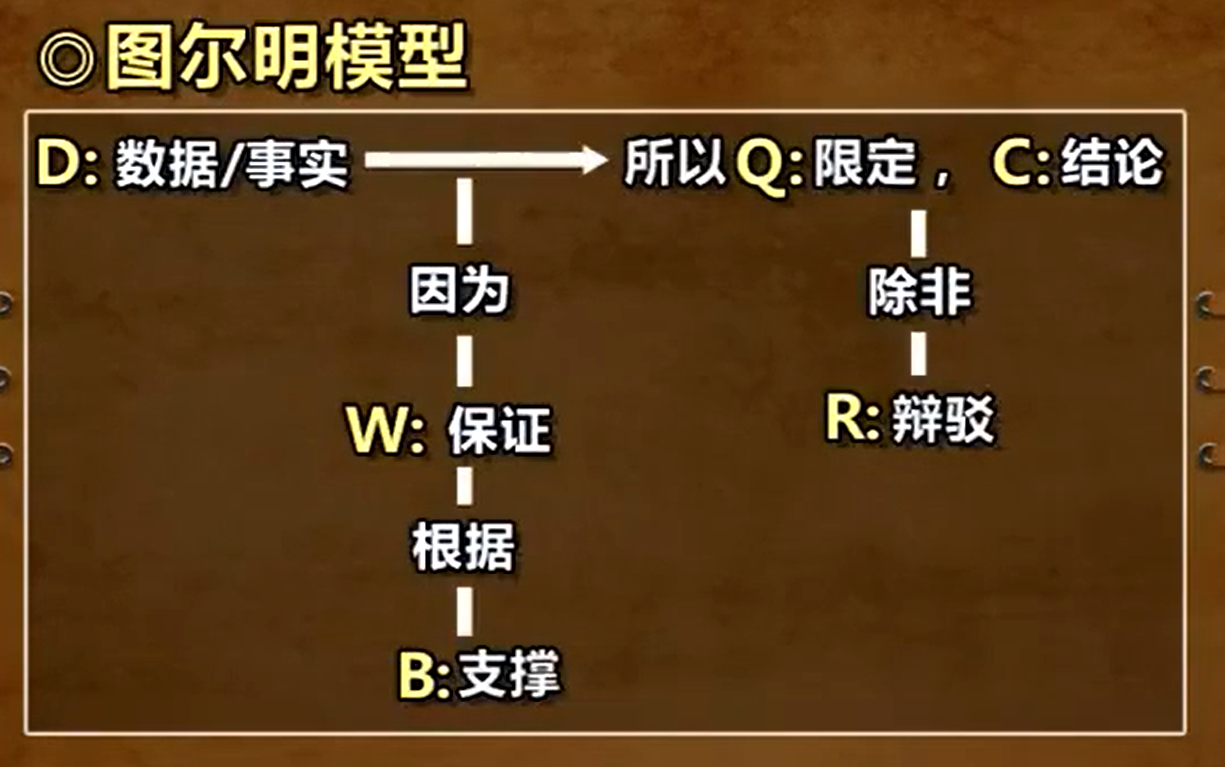 ◎图尔明模型
D: 数据/事实 所以Q:限定， C:结论
因为 除非
W: 保证 R:辩驳
根据
B:支撑